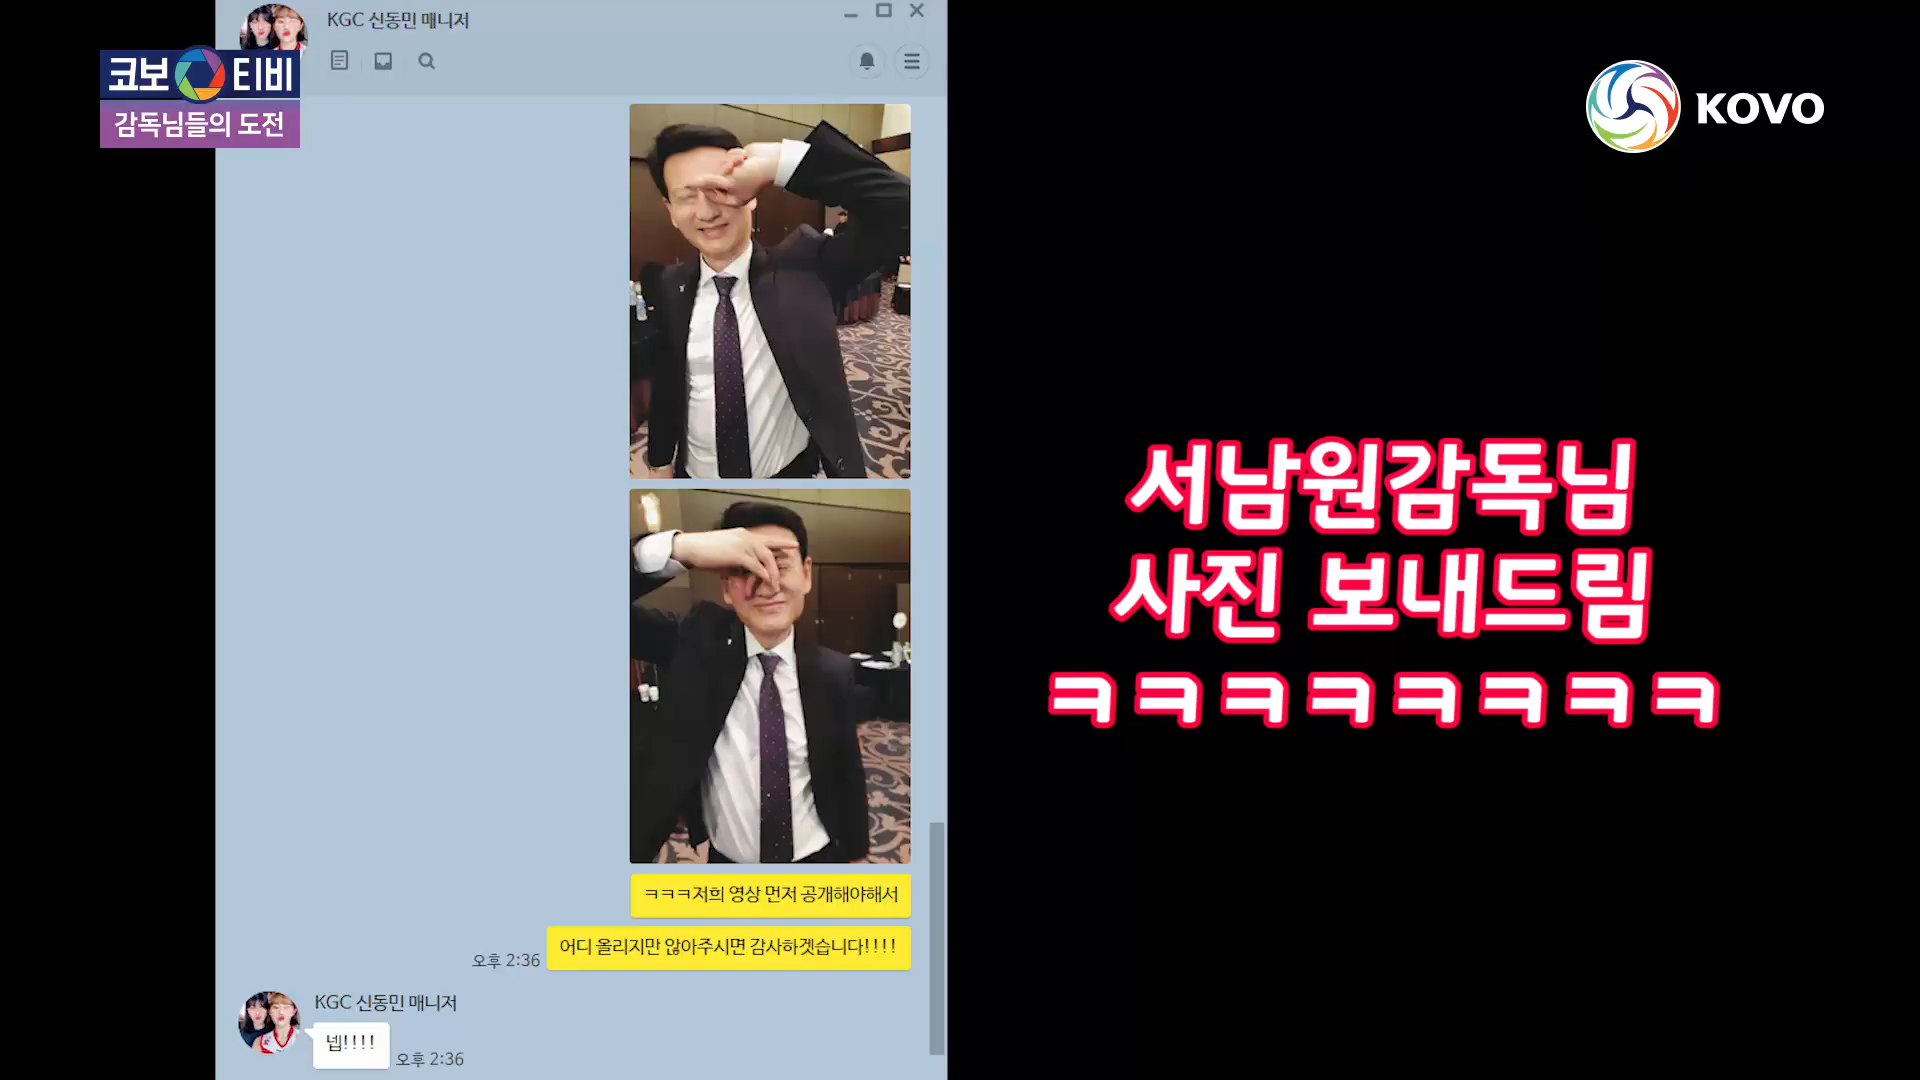 KGC 신동민 매니저
코보티비
감독님들의 도전
KOVO
서남원감독님
사진 보내드림
ㅋㅋㅋㅋㅋㅋㅋㅋ
ㅋㅋㅋ저희 영상 먼저 공개해야해서
어디 올리지만 않아주시면 감사하겟습니다!!!!
오후 2:36
KGC 신동민 매니저
넵!!!!
오후 2:36